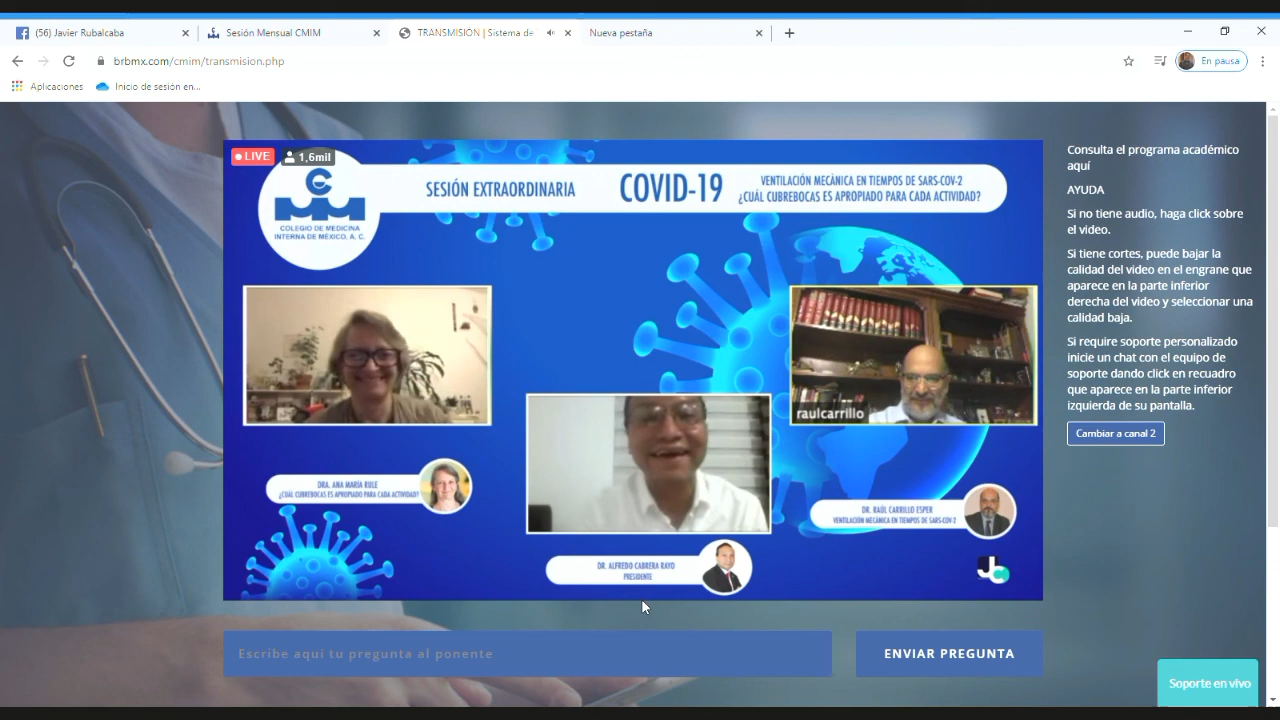 (56) Javier Rubalcaba
Sesión Mensual CMIM
TRANSMISION | Sistema de
Nueva pestaña
brbmx.com/cmim/transmision.php
En pausa
Aplicaciones
Inicio de sesión en...
LIVE
1,6mil
COLEGIO DE MEDICINA
INTERNA DE MÉXICO, A. C.
SESIÓN EXTRAORDINARIA
COVID-19
VENTILACIÓN MECÁNICA EN TIEMPOS DE SARS-COV-2
¿CUÁL CUBREBOCAS ES APROPIADO PARA CADA ACTIVIDAD?
raulcarrillo
DRA. ANA MARÍA RULE
¿CUÁL CUBREBOCAS ES APROPIADO PARA CADA ACTIVIDAD?
DR. ALFREDO CABRERA RAYO
PRESIDENTE
DR. RAÚL CARRILLO ESPER
VENTILACIÓN MECÁNICA EN TIEMPOS DE SARS-COV-2
Consulta el programa académico
aquí
AYUDA
Si no tiene audio, haga click sobre
el video.
Si tiene cortes, puede bajar la
calidad del video en el engrane que
aparece en la parte inferior
derecha del video y seleccionar una
calidad baja.
Si require soporte personalizado
inicie un chat con el equipo de
soporte dando click en recuadro
que aparece en la parte inferior
izquierda de su pantalla.
Cambiar a canal 2
Escribe aqui tu pregunta al ponente
ENVIAR PREGUNTA
Soporte en vivo